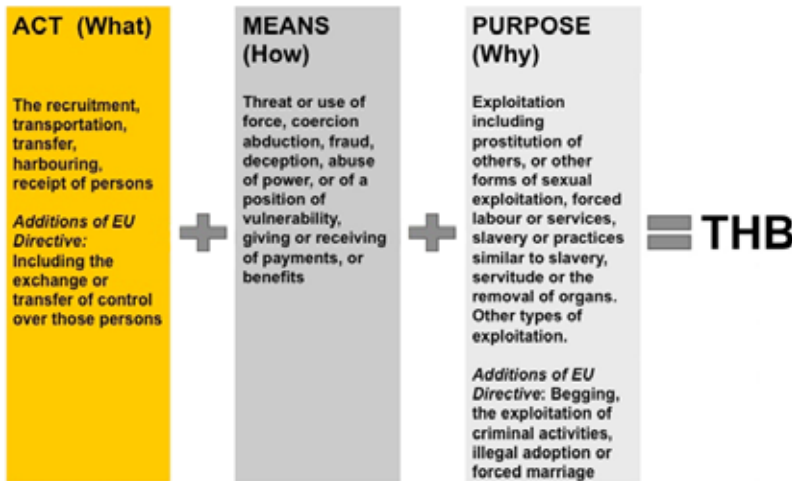 ACT (What)
The recruitment,
transportation,
transfer,
harbouring,
receipt of persons
Additions of EU
Directive:
Including the
exchange or
transfer of control
over those persons
MEANS
(How)
Threat or use of
force, coercion
abduction, fraud,
deception, abuse
of power, or of a
position of
vulnerability,
giving or receiving
of payments, or
benefits
PURPOSE
(Why)
Exploitation
including
prostitution of
others, or other
forms of sexual
exploitation, forced
labour or services,
slavery or practices
similar to slavery,
servitude or the
removal of organs.
Other types of
exploitation.
Additions of EU
Directive: Begging,
the exploitation of
criminal activities,
illegal adoption or
forced marriage
THB